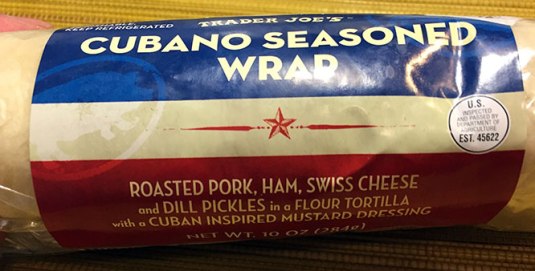 KEEP REFRIGERATED
TRADER JOE'S
CUBANO SEASONED
WRAP
U.S.
INSPECTED
AND PASSED BY
DEPARTMENT OF
AGRICULTURE
EST. 45622
ROASTED PORK, HAM, SWISS CHEESE
and DILL PICKLES in a FLOUR TORTILLA
with a CUBAN INSPIRED MUSTARD DRESSING
NET WT. 10 OZ (284g)